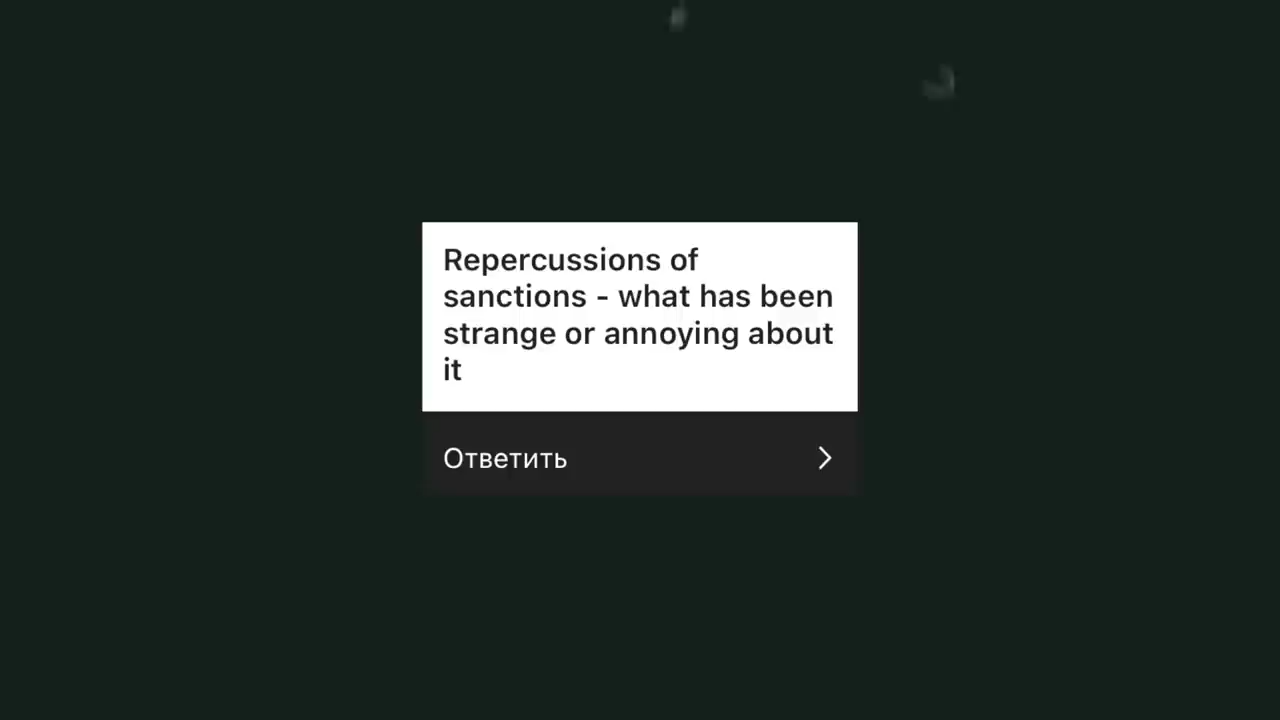 Repercussions of
sanctions - what has been
strange or annoying about
it
Ответить